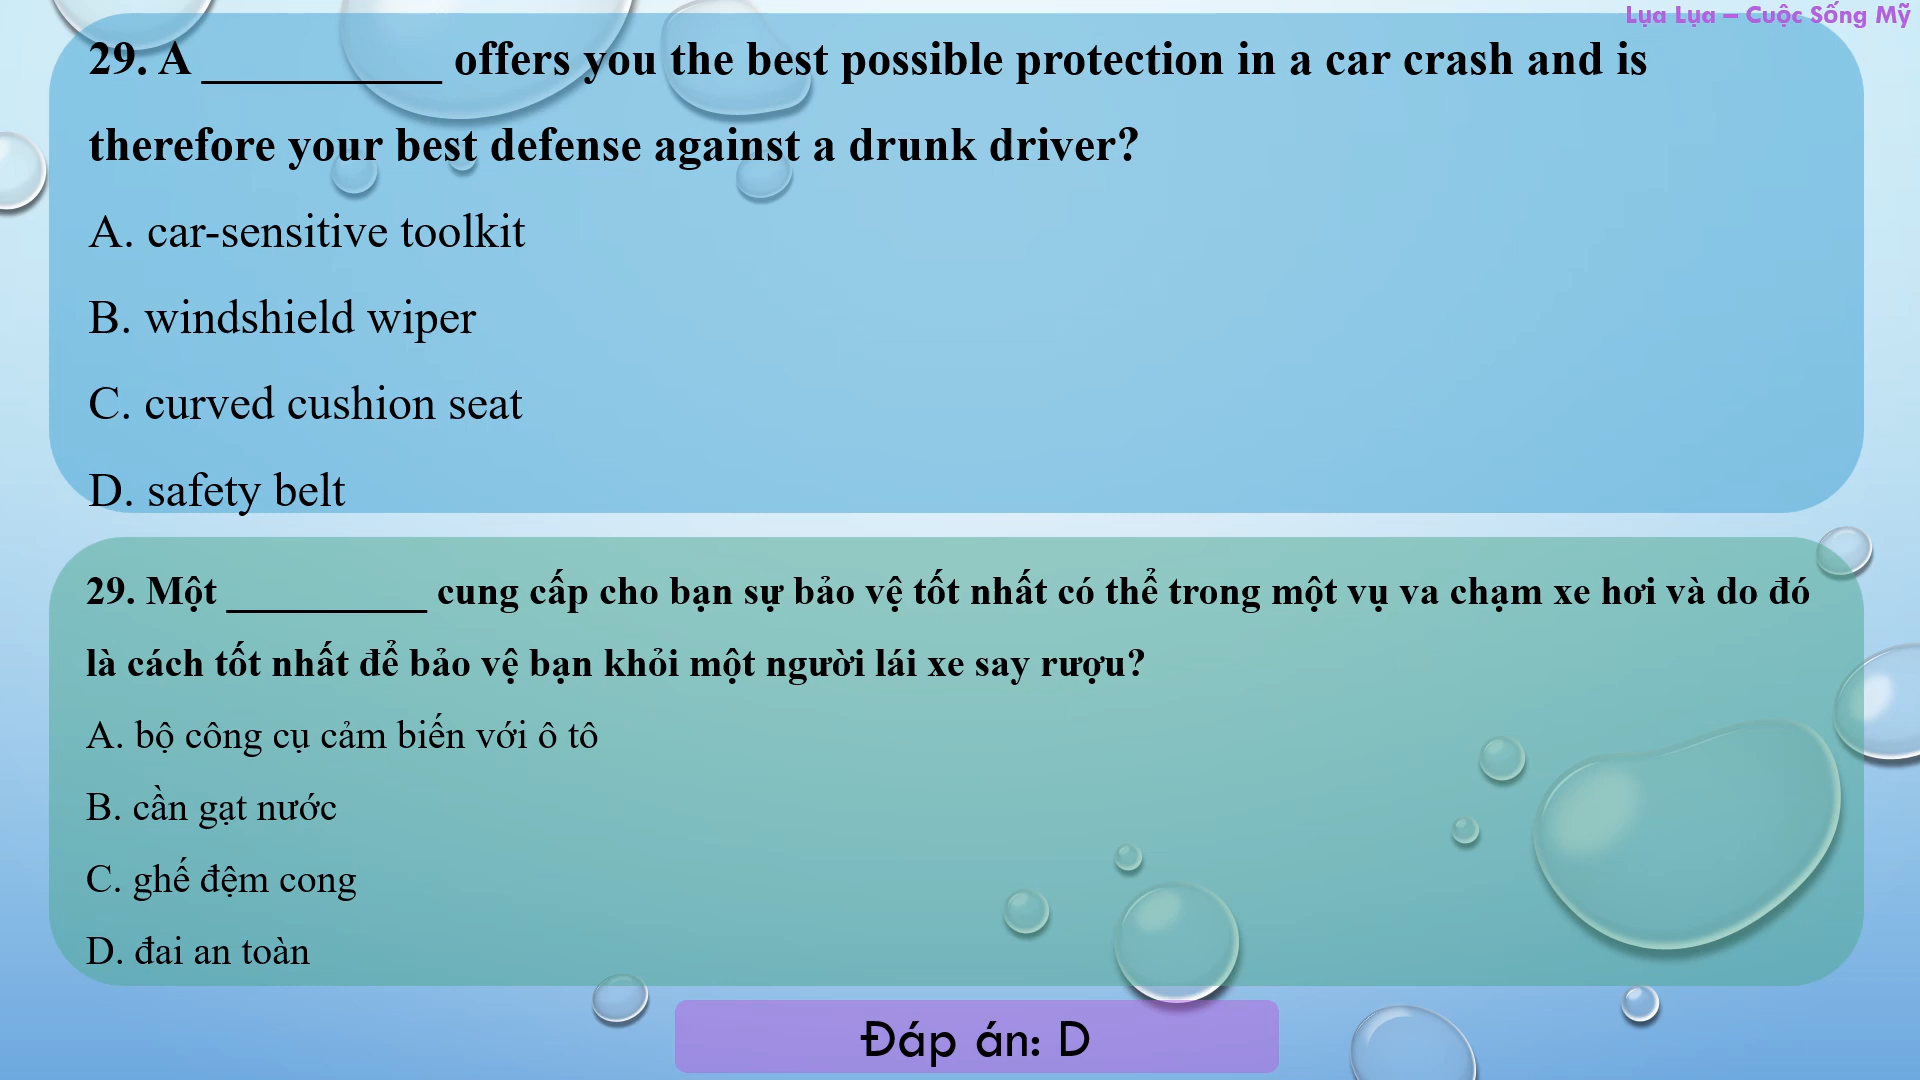 Lụa Lụa – Cuộc Sống Mỹ
29. A __________ offers you the best possible protection in a car crash and is
therefore your best defense against a drunk driver?
A. car-sensitive toolkit
B. windshield wiper
C. curved cushion seat
D. safety belt
29. Một __________ cung cấp cho bạn sự bảo vệ tốt nhất có thể trong một vụ va chạm xe hơi và do đó
là cách tốt nhất để bảo vệ bạn khỏi một người lái xe say rượu?
A. bộ công cụ cảm biến với ô tô
B. cần gạt nước
C. ghế đệm cong
D. đai an toàn
Đáp án: D